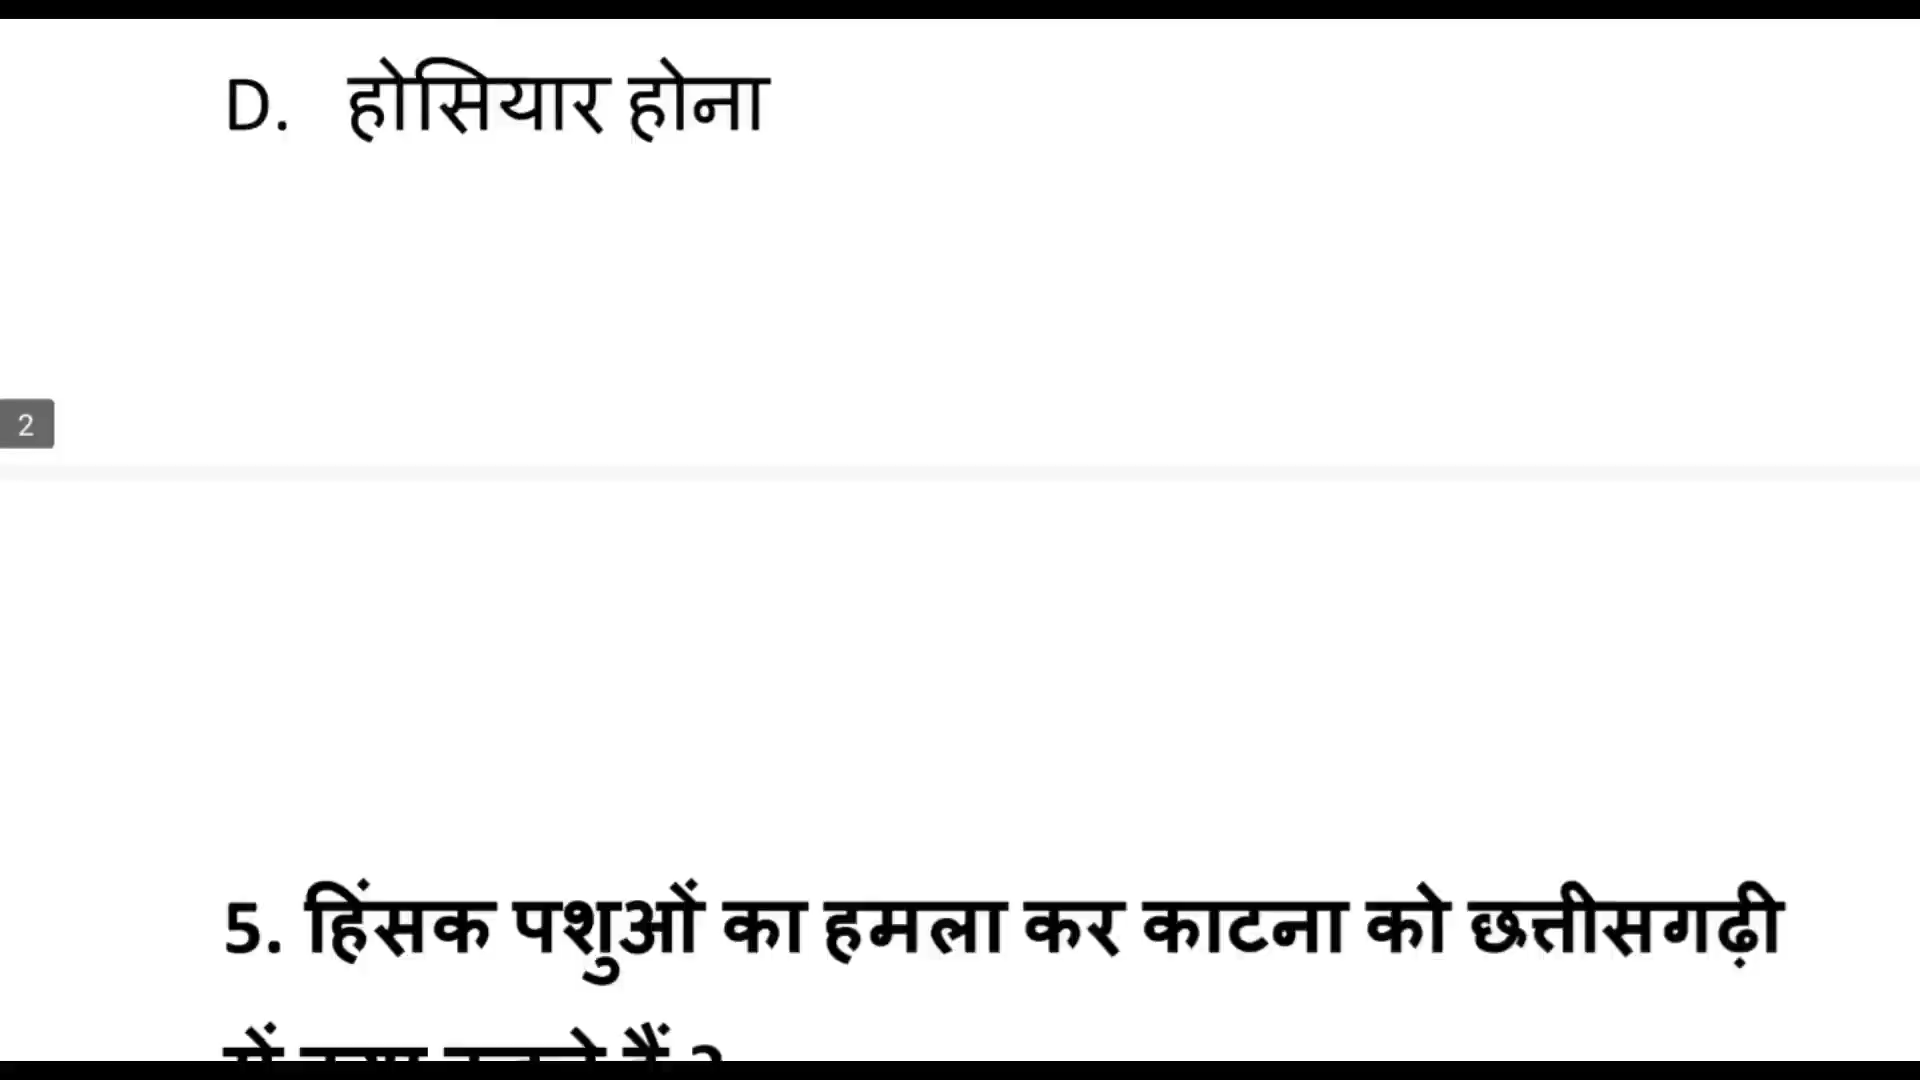 D. होसियार होना
2
5. हिंसक पशुओं का हमला कर काटना को छत्तीसगढ़ी